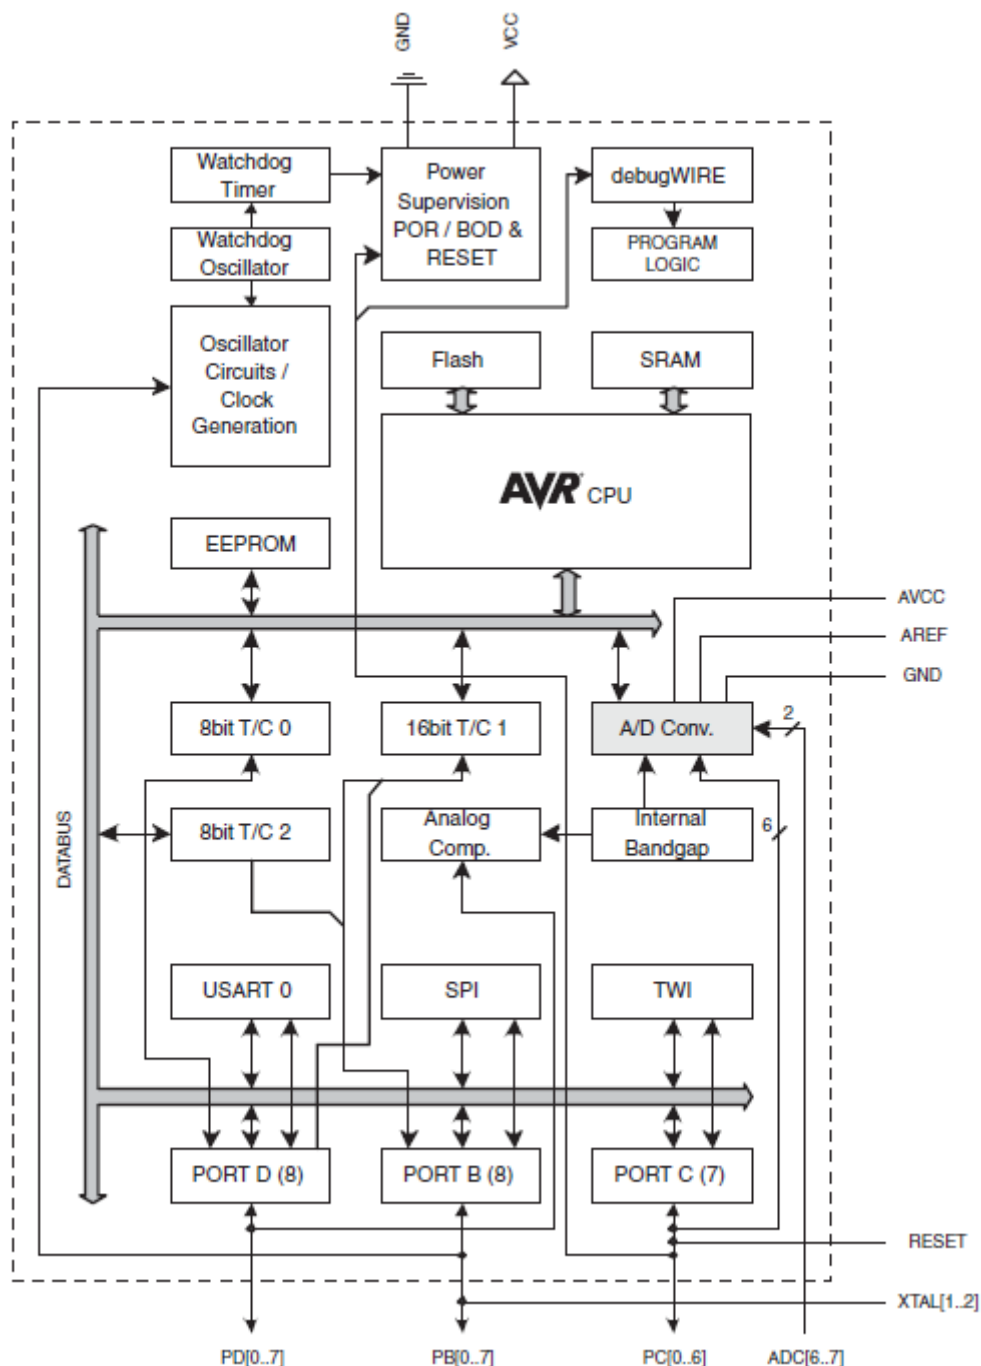 GND
VCC
Watchdog
Timer
Power
Supervision
POR / BOD &
RESET
debugWIRE
Watchdog
Oscillator
PROGRAM
LOGIC
Oscillator
Circuits /
Clock
Generation
Flash
SRAM
AVR CPU
EEPROM
AVCC
AREF
GND
8bit T/C 0
16bit T/C 1
A/D Conv.
2
DATABUS
8bit T/C 2
Analog
Comp.
Internal
Bandgap
6
USART 0
SPI
TWI
PORT D (8)
PORT B (8)
PORT C (7)
RESET
XTAL[1..2]
PD[0..7]
PB[0..7]
PC[0..6]
ADC[6..7]